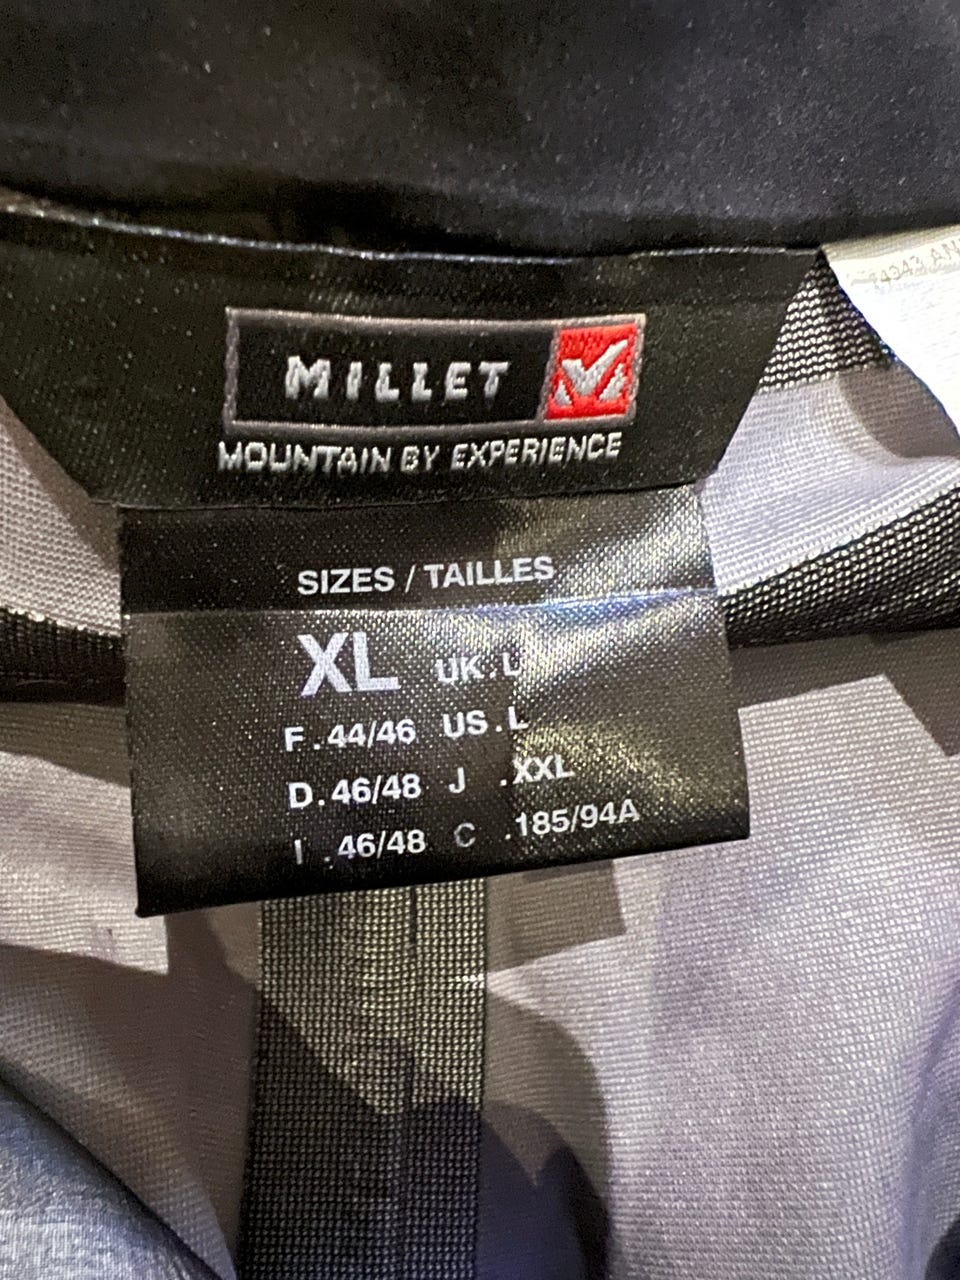 MILLET
MOUNTAIN BY EXPERIENCE
SIZES / TAILLES
XL UK.L
F.44/46 US.L
D.46/48 J .XXL
I .46/48 C .185/94A